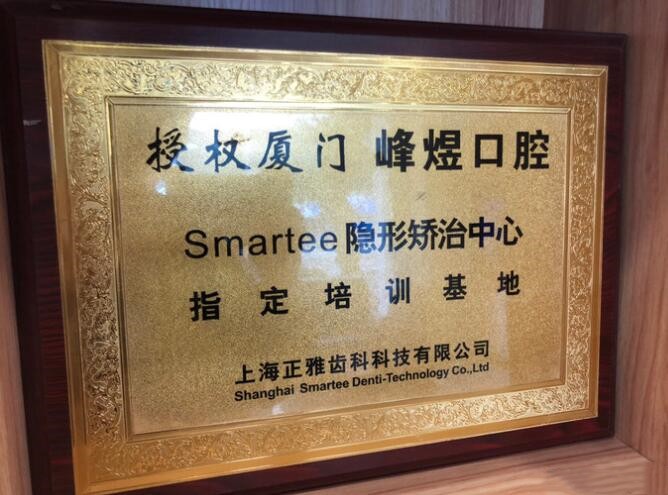 授权厦门 峰煜口腔
Smartee隐形矫治中心
指定培训基地
上海正雅齿科科技有限公司
Shanghai Smartee Denti-Technology Co.,Ltd